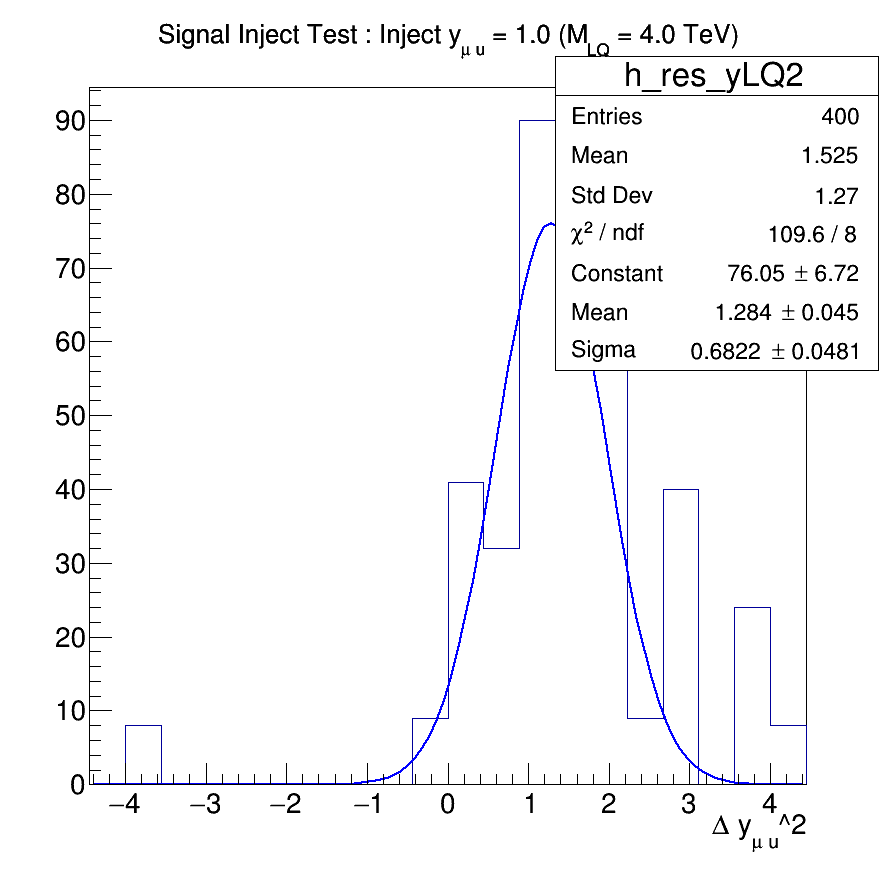 Signal Inject Test : Inject y_μ u = 1.0 (M_LQ = 4.0 TeV)
h_res_yLQ2
Entries 400
Mean 1.525
Std Dev 1.27
χ² / ndf 109.6 / 8
Constant 76.05 ± 6.72
Mean 1.284 ± 0.045
Sigma 0.6822 ± 0.0481
90
80
70
60
50
40
30
20
10
0
−4 −3 −2 −1 0 1 2 3 4
Δ y_μ u^2